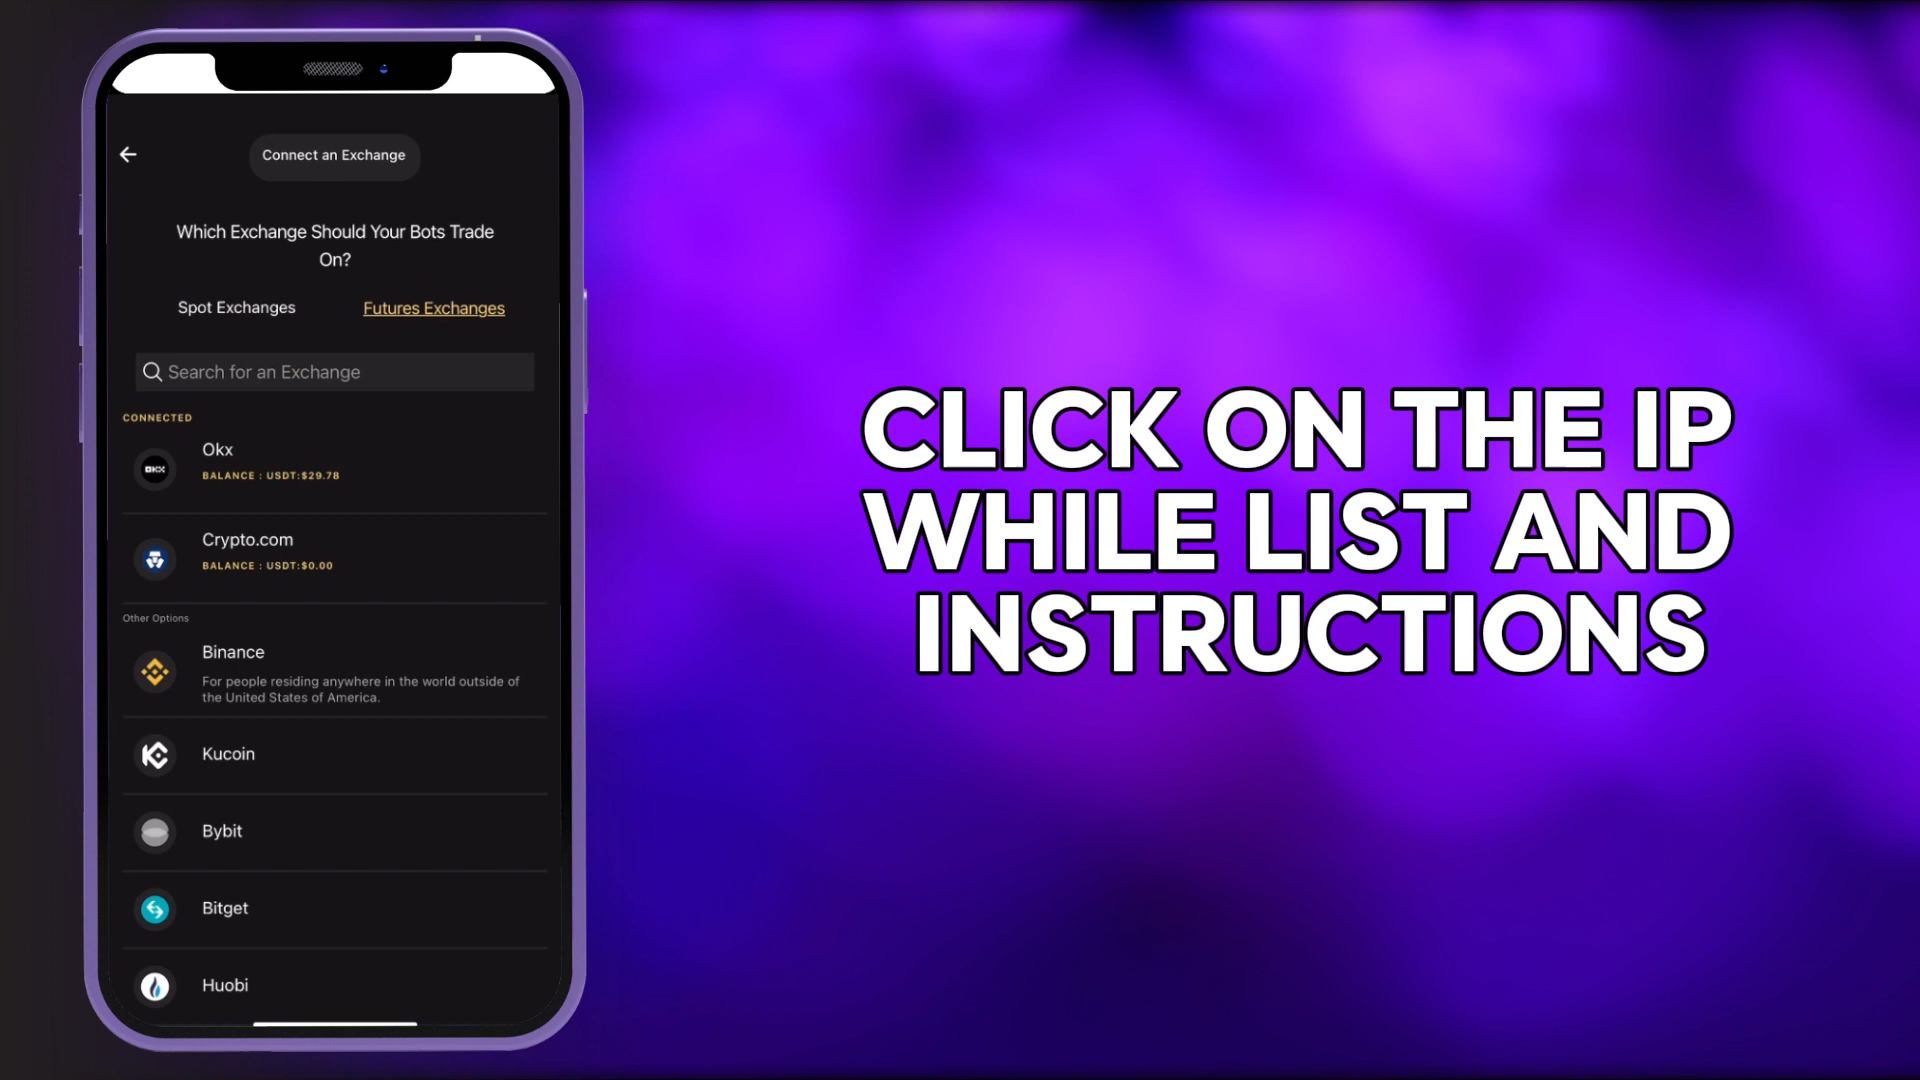 Connect an Exchange
Which Exchange Should Your Bots Trade
On?
Spot Exchanges
Futures Exchanges
Search for an Exchange
CONNECTED
OKX
Okx
BALANCE : USDT:$29.78
Crypto.com
BALANCE : USDT:$0.00
Other Options
Binance
For people residing anywhere in the world outside of
the United States of America.
Kucoin
Bybit
Bitget
Huobi
CLICK ON THE IP
WHILE LIST AND
INSTRUCTIONS